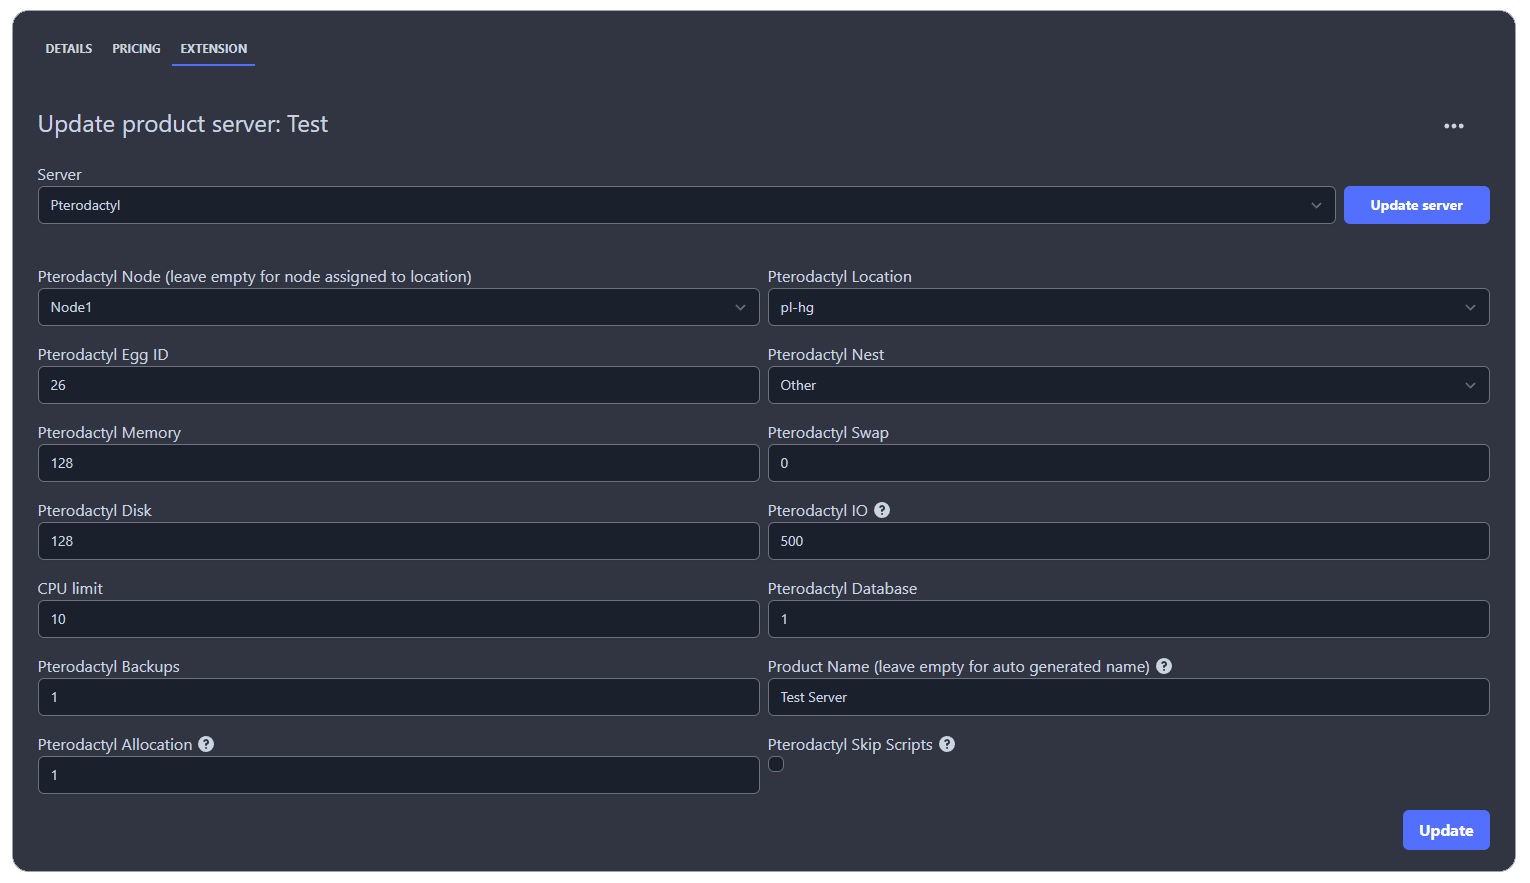 DETAILS PRICING EXTENSION
Update product server: Test
Server
Pterodactyl
Update server
Pterodactyl Node (leave empty for node assigned to location)
Pterodactyl Location
Node1
pl-hg
Pterodactyl Egg ID
Pterodactyl Nest
26
Other
Pterodactyl Memory
Pterodactyl Swap
128
0
Pterodactyl Disk
Pterodactyl IO ?
128
500
CPU limit
Pterodactyl Database
10
1
Pterodactyl Backups
Product Name (leave empty for auto generated name) ?
1
Test Server
Pterodactyl Allocation ?
Pterodactyl Skip Scripts ?
1
Update